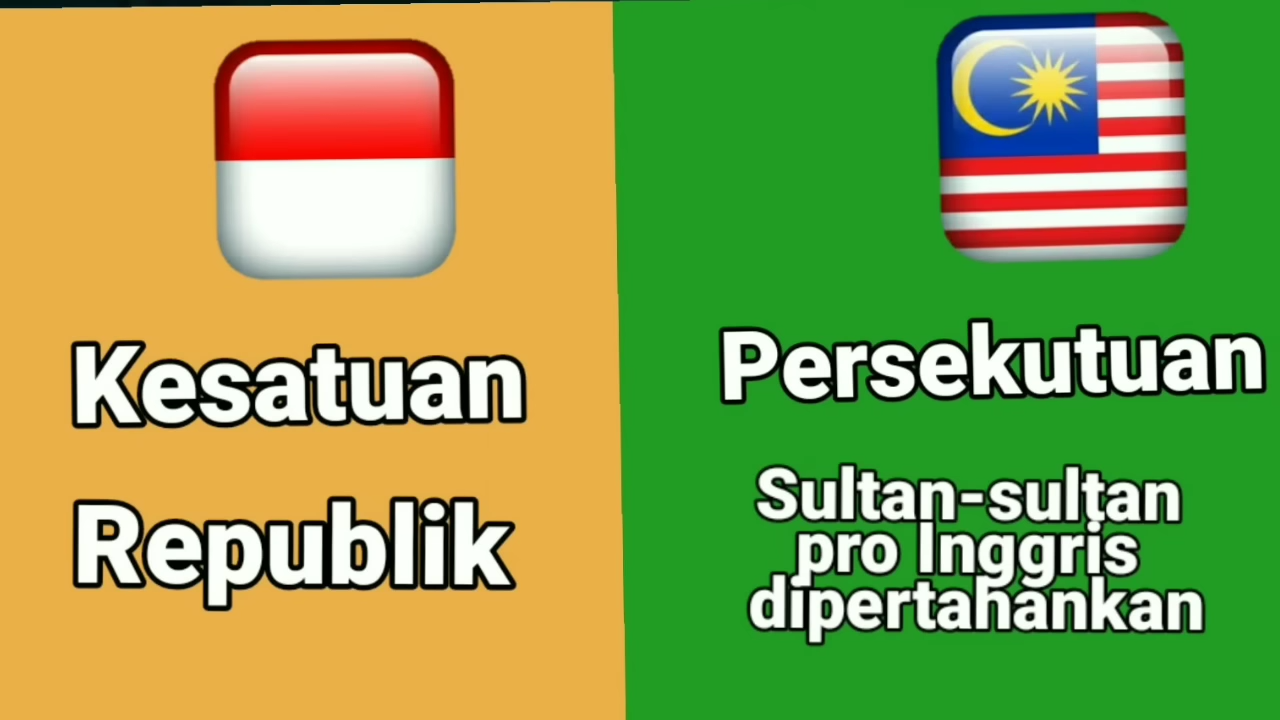 Kesatuan
Republik
Persekutuan
Sultan-sultan
pro Inggris
dipertahankan